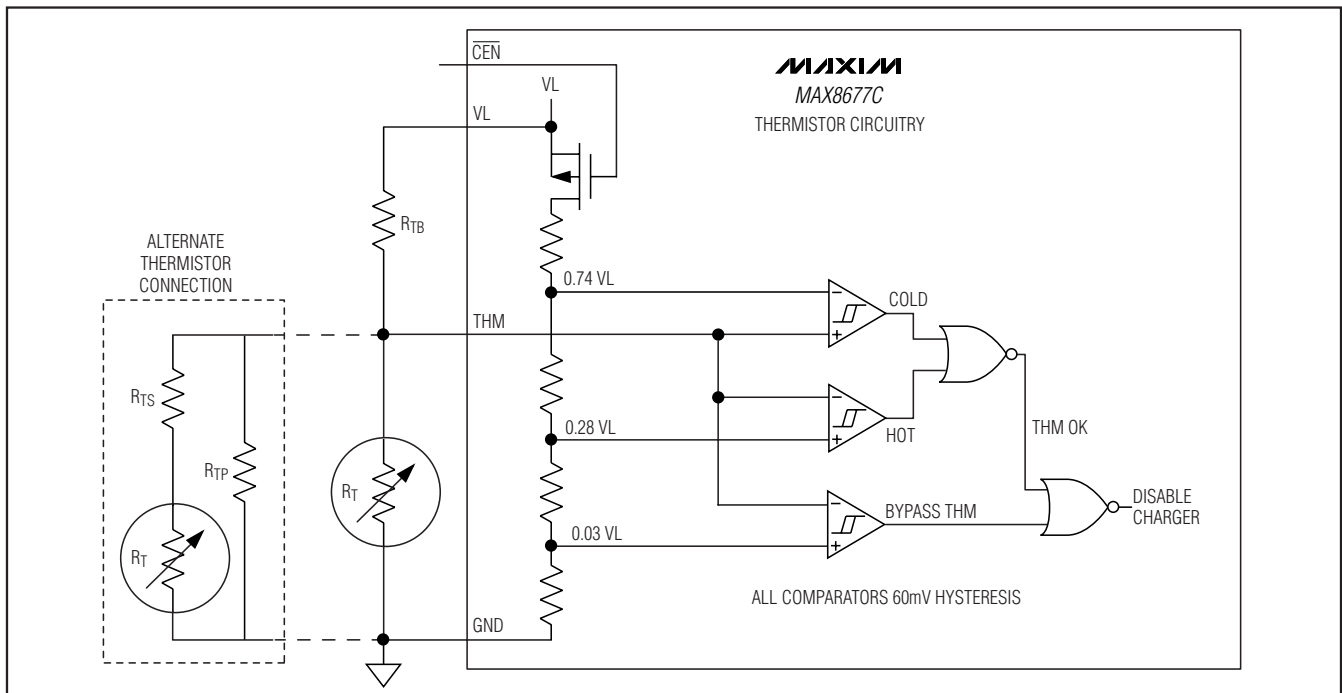 C̅E̅N̅
MAXIM
MAX8677C
THERMISTOR CIRCUITRY
VL
VL
RTB
ALTERNATE
THERMISTOR
CONNECTION
0.74 VL
COLD
THM
RTS
RTP
RT
RT
0.28 VL
HOT
THM OK
BYPASS THM
DISABLE
CHARGER
0.03 VL
ALL COMPARATORS 60mV HYSTERESIS
GND